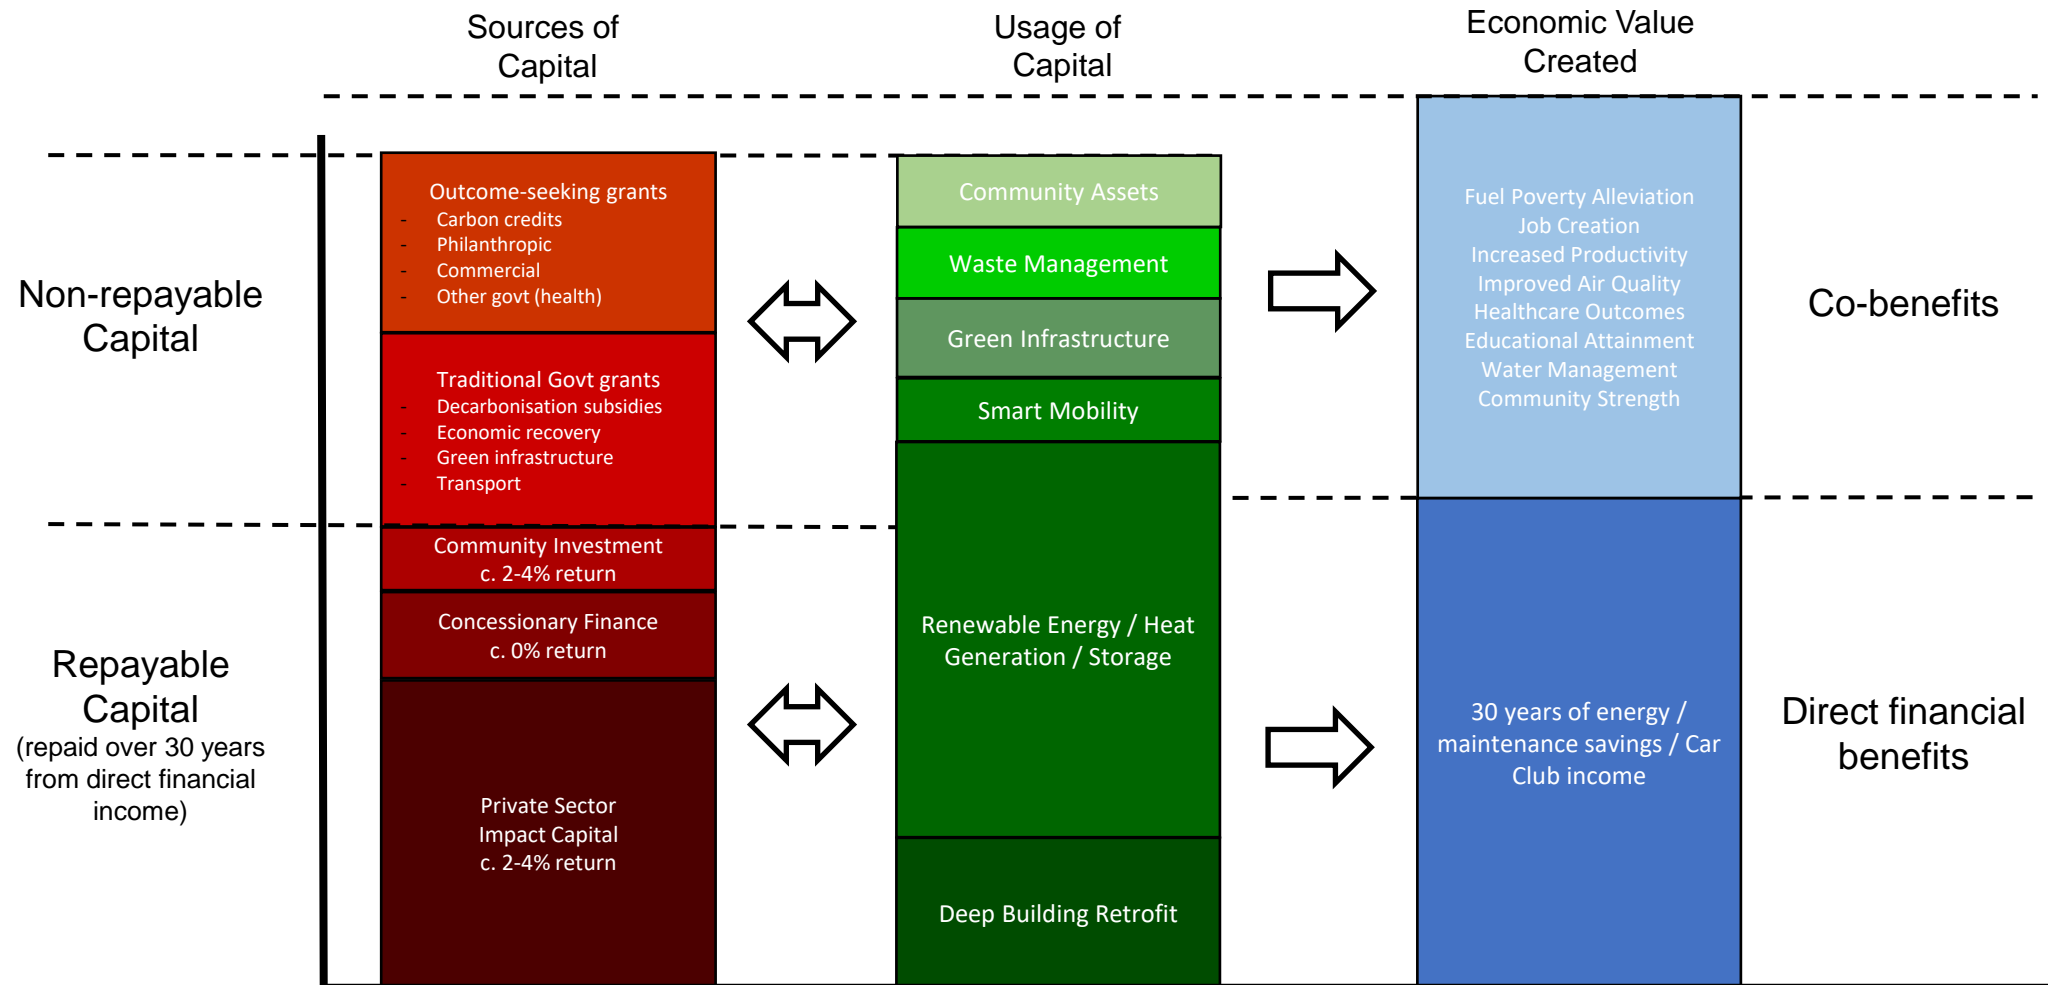 Sources of
Capital
Usage of
Capital
Economic Value
Created
Non-repayable
Capital
Repayable
Capital
(repaid over 30 years
from direct financial
income)
Outcome-seeking grants
- Carbon credits
- Philanthropic
- Commercial
- Other govt (health)
Traditional Govt grants
- Decarbonisation subsidies
- Economic recovery
- Green infrastructure
- Transport
Community Investment
c. 2-4% return
Concessionary Finance
c. 0% return
Private Sector
Impact Capital
c. 2-4% return
Community Assets
Waste Management
Green Infrastructure
Smart Mobility
Renewable Energy / Heat
Generation / Storage
Deep Building Retrofit
Fuel Poverty Alleviation
Job Creation
Increased Productivity
Improved Air Quality
Healthcare Outcomes
Educational Attainment
Water Management
Community Strength
30 years of energy /
maintenance savings / Car
Club income
Co-benefits
Direct financial
benefits